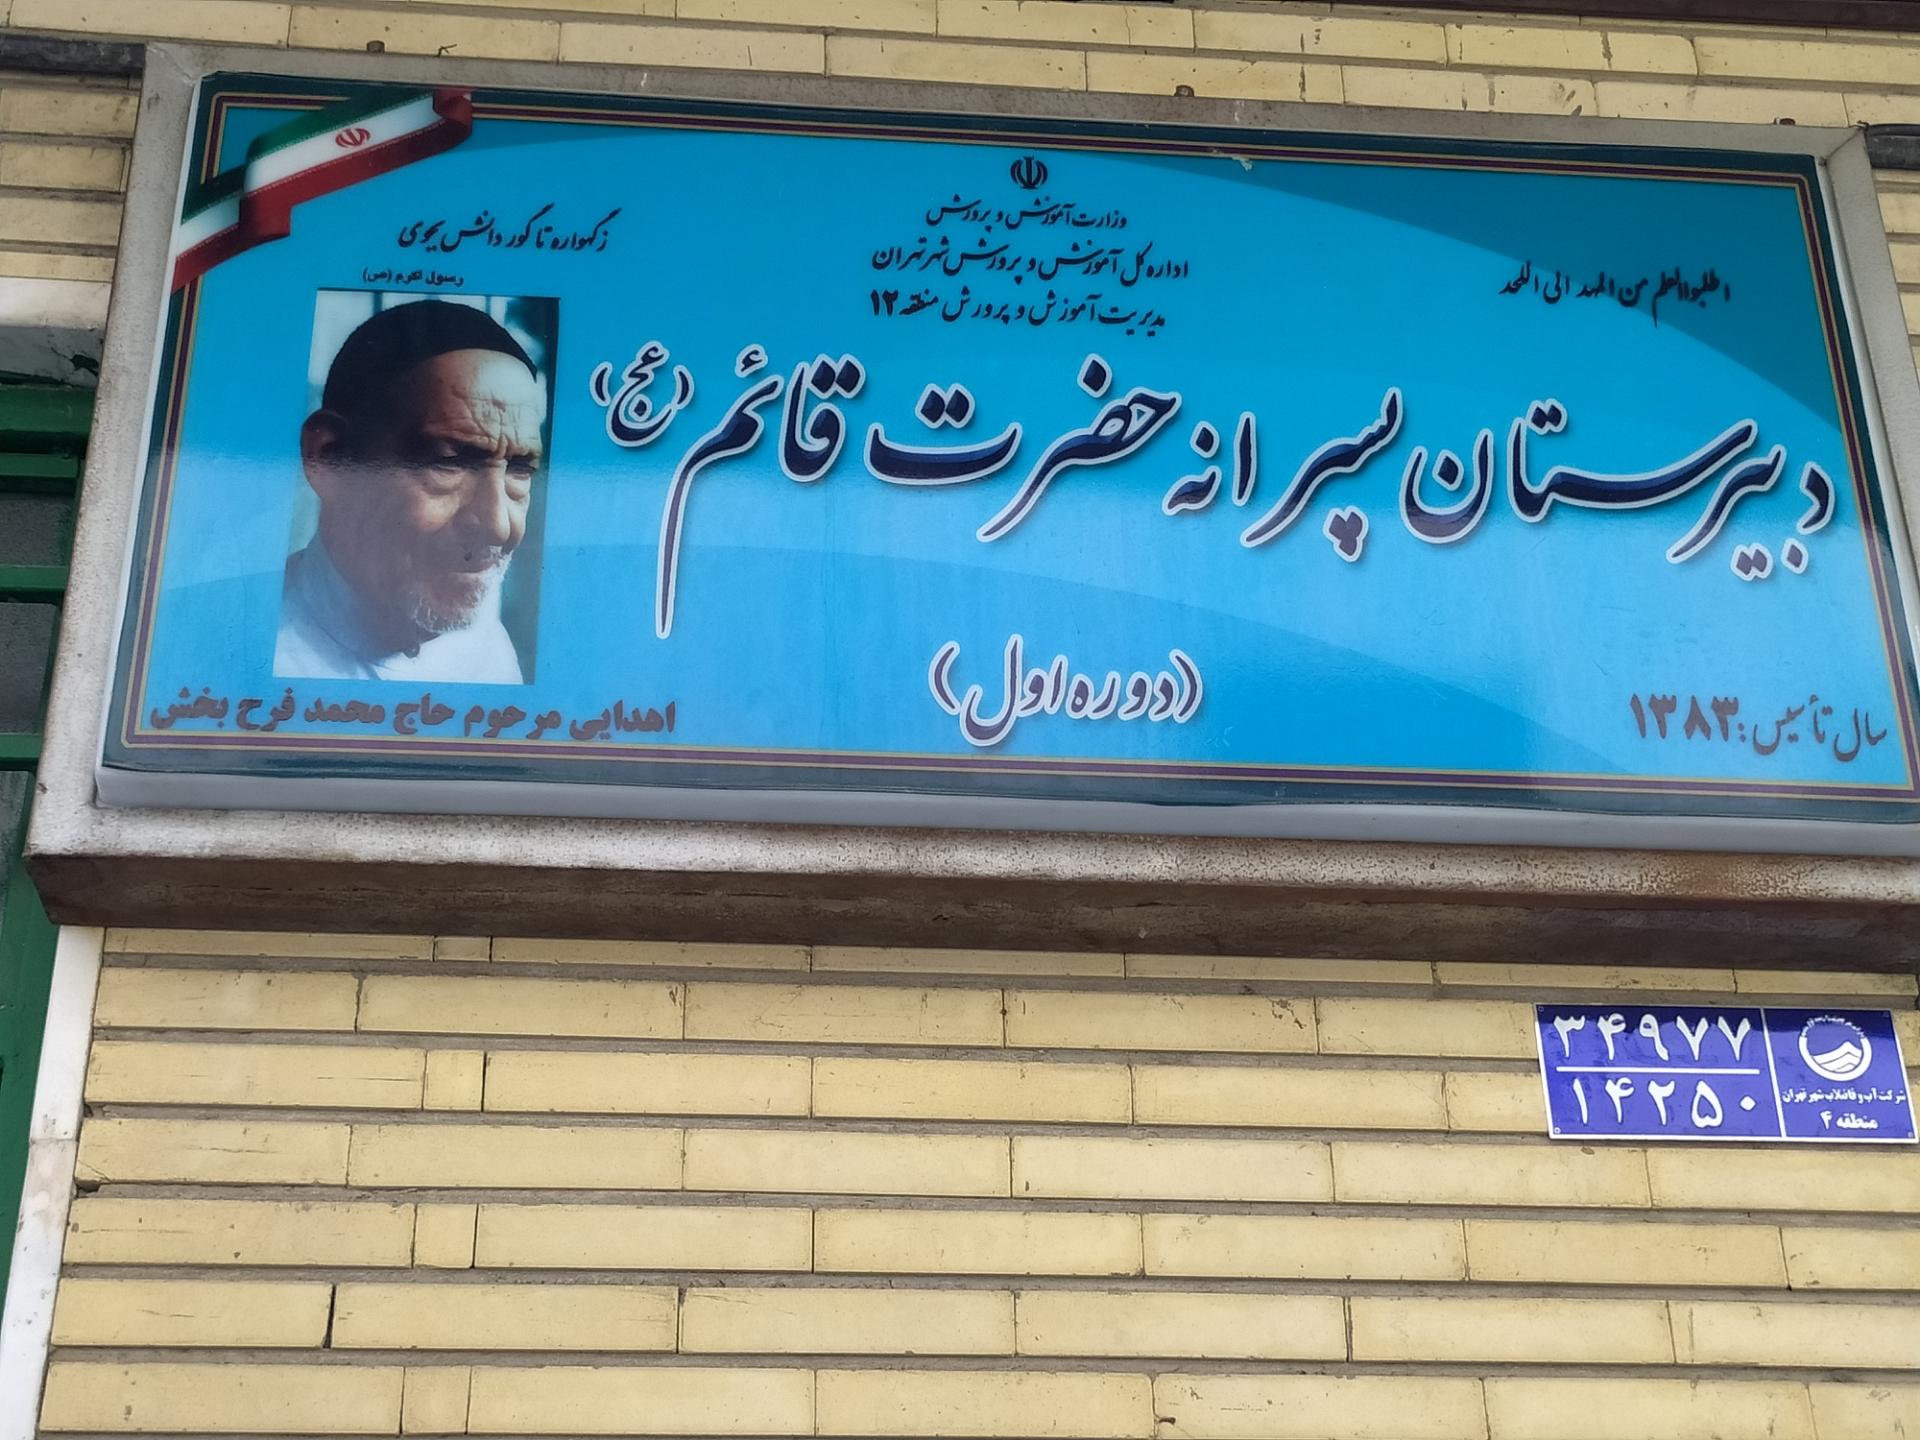 وزارت آموزش و پرورش
اداره کل آموزش و پرورش شهر تهران
مدیریت آموزش و پرورش منطقه ۱۲
اطلبوا العلم من المهد الی اللحد
ز گهواره تا گور دانش بجوی
رسول اکرم (ص)
دبیرستان پسرانه حضرت قائم (عج)
(دوره اول)
سال تأسیس: ۱۳۸۳
اهدایی مرحوم حاج محمد فرح بخش
۳۴۹۷۷
۱۴۲۵۰
شرکت آب و فاضلاب شهر تهران
منطقه ۴